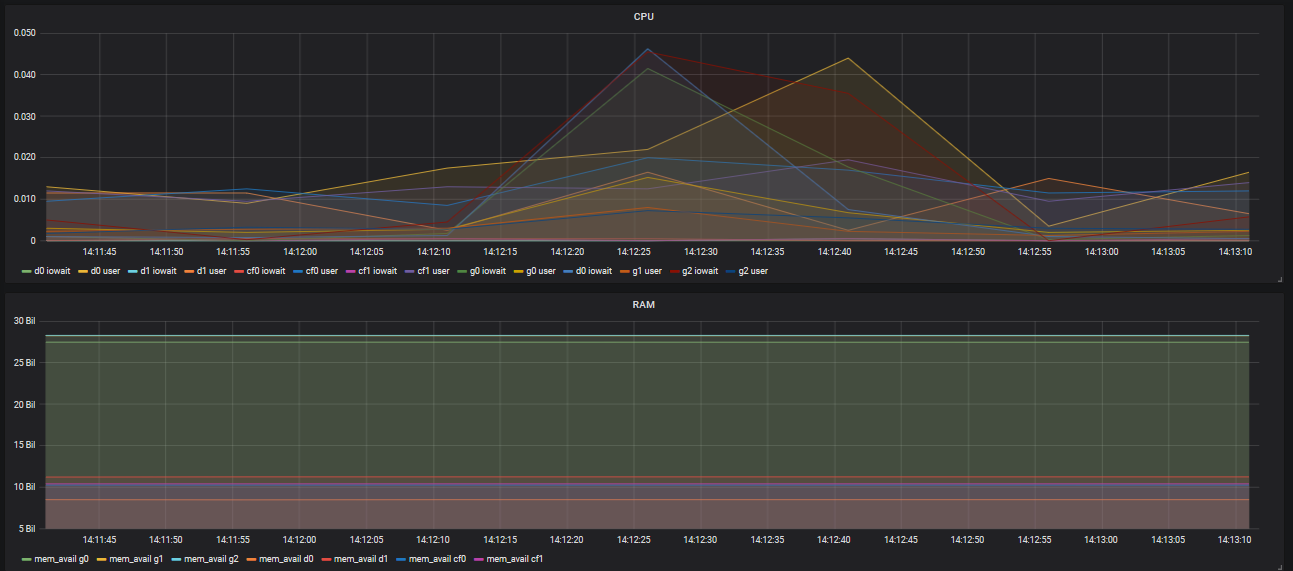 CPU
0.050
0.040
0.030
0.020
0.010
0
14:11:45 14:11:50 14:11:55 14:12:00 14:12:05 14:12:10 14:12:15 14:12:20 14:12:25 14:12:30 14:12:35 14:12:40 14:12:45 14:12:50 14:12:55 14:13:00 14:13:05 14:13:10
d0 iowait d0 user d1 iowait d1 user cf0 iowait cf0 user cf1 iowait cf1 user g0 iowait g0 user d0 iowait g1 user g2 iowait g2 user
RAM
30 Bil
25 Bil
20 Bil
15 Bil
10 Bil
5 Bil
14:11:45 14:11:50 14:11:55 14:12:00 14:12:05 14:12:10 14:12:15 14:12:20 14:12:25 14:12:30 14:12:35 14:12:40 14:12:45 14:12:50 14:12:55 14:13:00 14:13:05 14:13:10
mem_avail g0 mem_avail g1 mem_avail g2 mem_avail d0 mem_avail d1 mem_avail cf0 mem_avail cf1